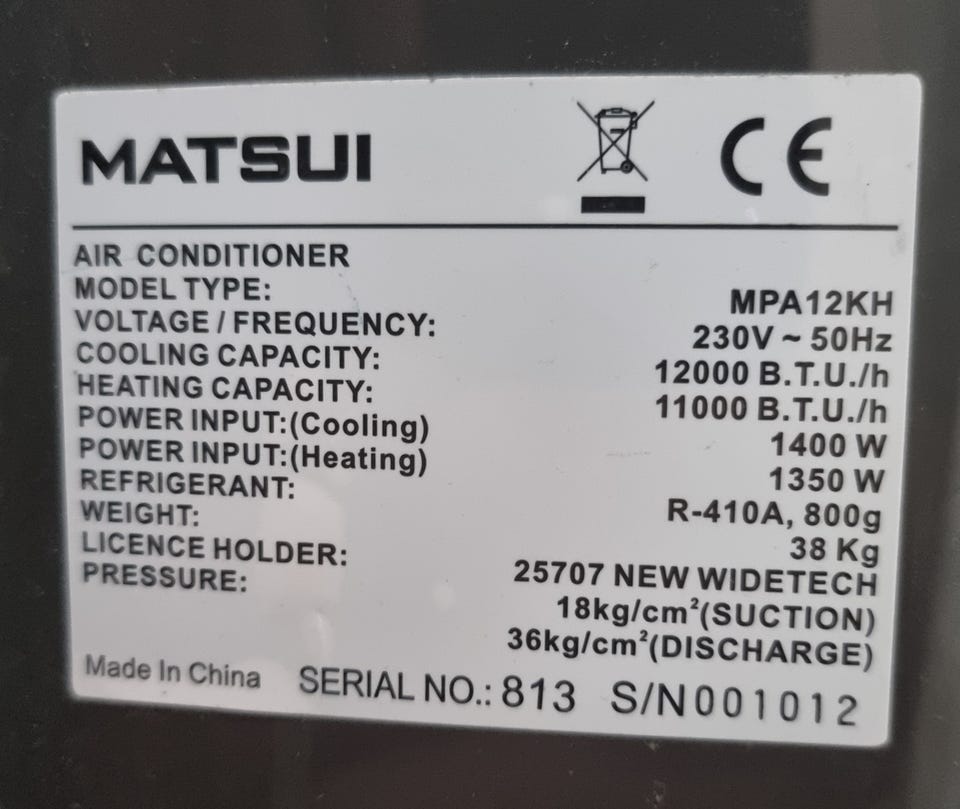 MATSUI
CE
AIR CONDITIONER
MODEL TYPE: MPA12KH
VOLTAGE / FREQUENCY: 230V ~ 50Hz
COOLING CAPACITY: 12000 B.T.U./h
HEATING CAPACITY: 11000 B.T.U./h
POWER INPUT:(Cooling) 1400 W
POWER INPUT:(Heating) 1350 W
REFRIGERANT: R-410A, 800g
WEIGHT: 38 Kg
LICENCE HOLDER: 25707 NEW WIDETECH
PRESSURE: 18kg/cm²(SUCTION)
36kg/cm²(DISCHARGE)
Made In China SERIAL NO.: 813 S/N001012